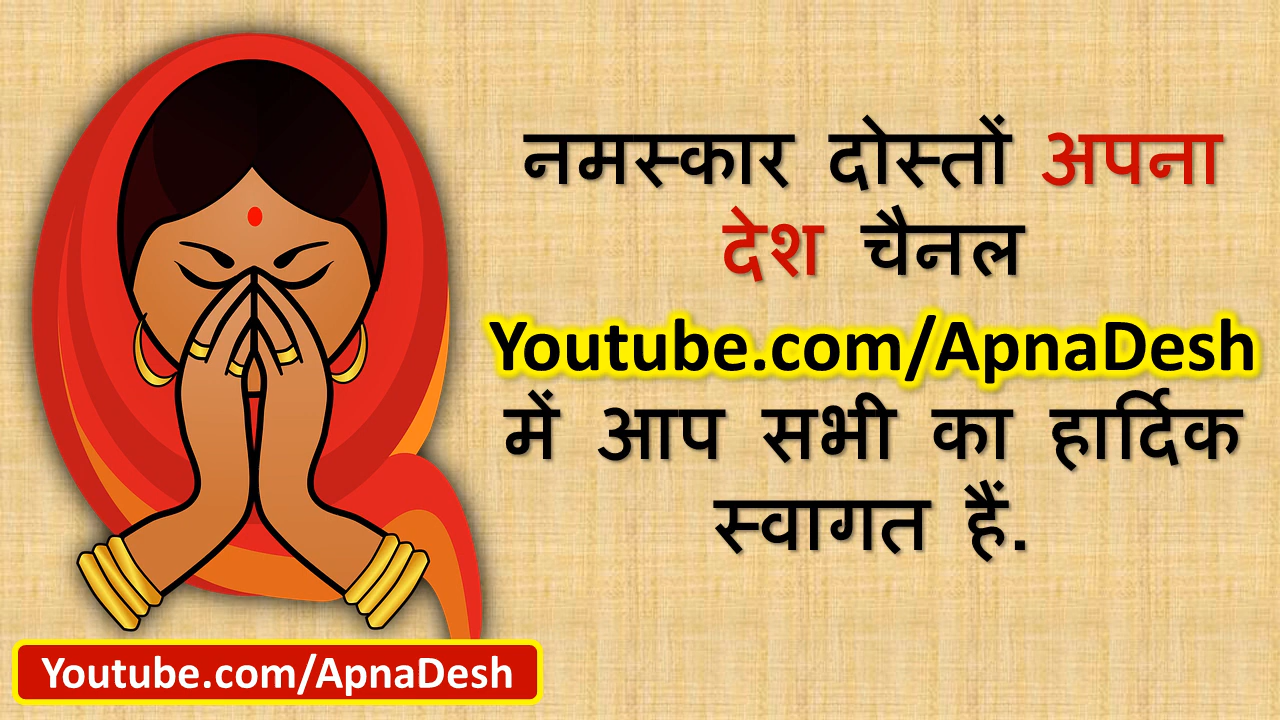 नमस्कार दोस्तों अपना
देश चैनल
Youtube.com/ApnaDesh
में आप सभी का हार्दिक
स्वागत हैं.
Youtube.com/ApnaDesh